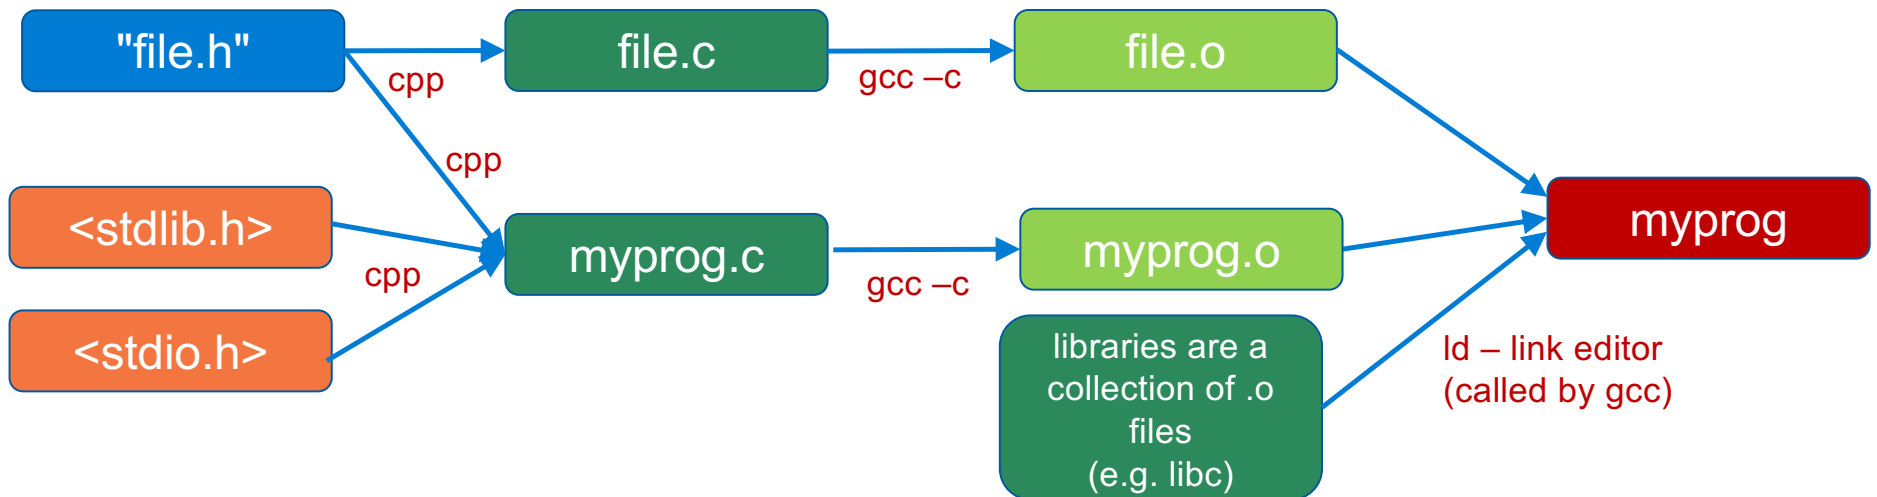 "file.h"
cpp
file.c
gcc –c
file.o
cpp
<stdlib.h>
cpp
<stdio.h>
myprog.c
gcc –c
myprog.o
myprog
libraries are a
collection of .o
files
(e.g. libc)
ld – link editor
(called by gcc)